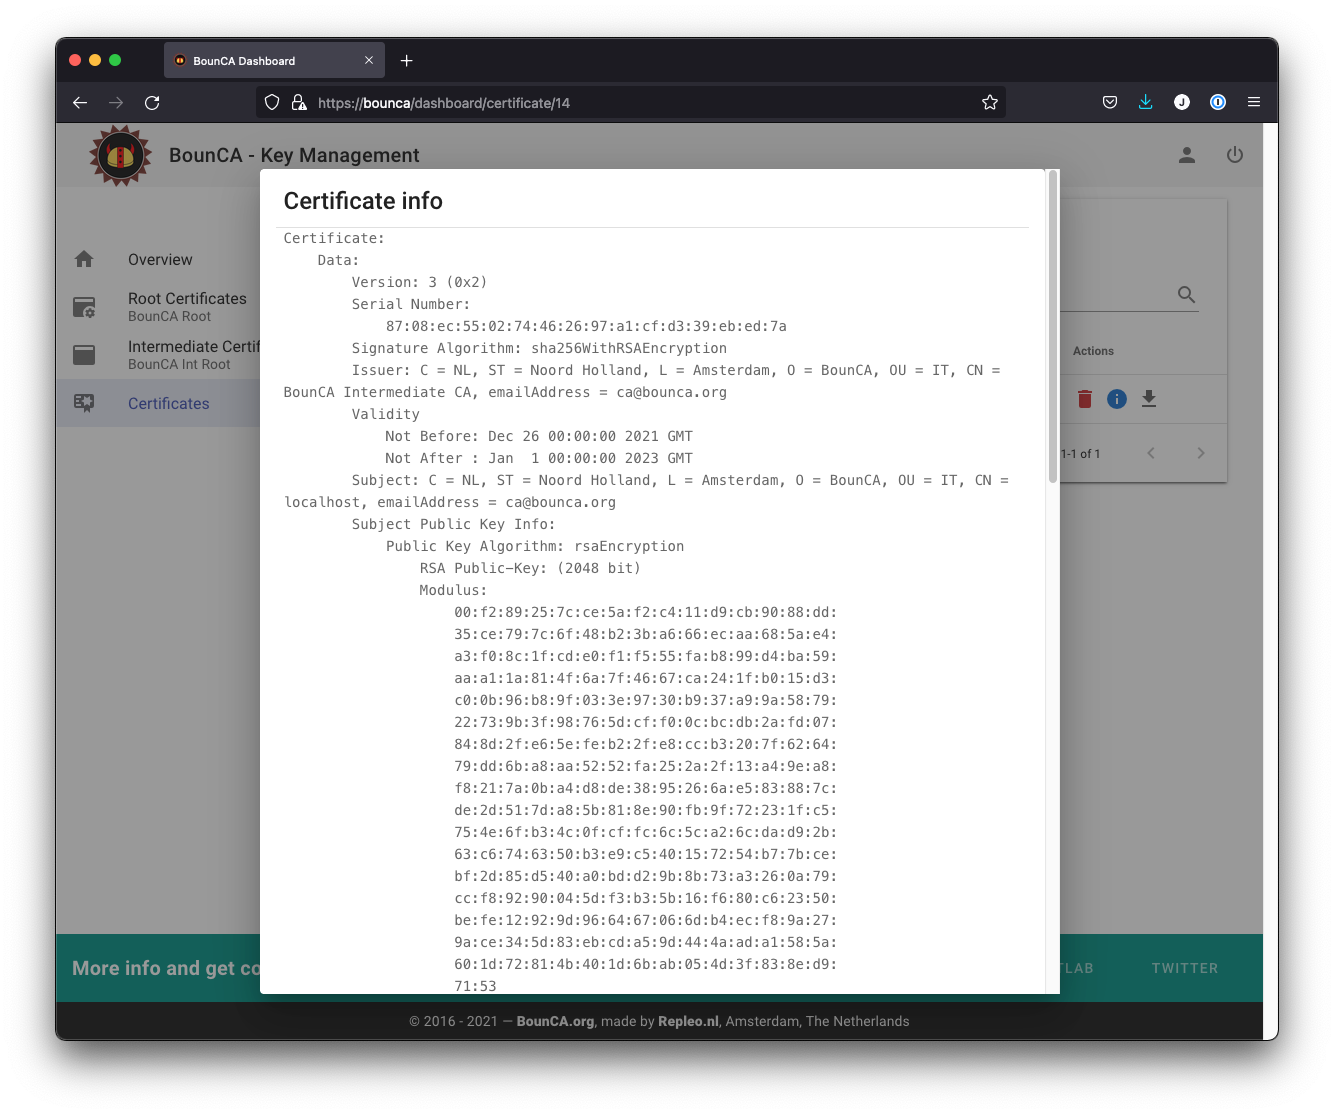 BounCA Dashboard
https://bounca/dashboard/certificate/14
J
BounCA - Key Management
Overview
Root Certificates
BounCA Root
Intermediate Certif
BounCA Int Root
Certificates
Certificate info
Certificate:
Data:
Version: 3 (0x2)
Serial Number:
87:08:ec:55:02:74:46:26:97:a1:cf:d3:39:eb:ed:7a
Signature Algorithm: sha256WithRSAEncryption
Issuer: C = NL, ST = Noord Holland, L = Amsterdam, O = BounCA, OU = IT, CN =
BounCA Intermediate CA, emailAddress = ca@bounca.org
Validity
Not Before: Dec 26 00:00:00 2021 GMT
Not After : Jan  1 00:00:00 2023 GMT
Subject: C = NL, ST = Noord Holland, L = Amsterdam, O = BounCA, OU = IT, CN =
localhost, emailAddress = ca@bounca.org
Subject Public Key Info:
Public Key Algorithm: rsaEncryption
RSA Public-Key: (2048 bit)
Modulus:
00:f2:89:25:7c:ce:5a:f2:c4:11:d9:cb:90:88:dd:
35:ce:79:7c:6f:48:b2:3b:a6:66:ec:aa:68:5a:e4:
a3:f0:8c:1f:cd:e0:f1:f5:55:fa:b8:99:d4:ba:59:
aa:a1:1a:81:4f:6a:7f:46:67:ca:24:1f:b0:15:d3:
c0:0b:96:b8:9f:03:3e:97:30:b9:37:a9:9a:58:79:
22:73:9b:3f:98:76:5d:cf:f0:0c:bc:db:2a:fd:07:
84:8d:2f:e6:5e:fe:b2:2f:e8:cc:b3:20:7f:62:64:
79:dd:6b:a8:aa:52:52:fa:25:2a:2f:13:a4:9e:a8:
f8:21:7a:0b:a4:d8:de:38:95:26:6a:e5:83:88:7c:
de:2d:51:7d:a8:5b:81:8e:90:fb:9f:72:23:1f:c5:
75:4e:6f:b3:4c:0f:cf:fc:6c:5c:a2:6c:da:d9:2b:
63:c6:74:63:50:b3:e9:c5:40:15:72:54:b7:7b:ce:
bf:2d:85:d5:40:a0:bd:d2:9b:8b:73:a3:26:0a:79:
cc:f8:92:90:04:5d:f3:b3:5b:16:f6:80:c6:23:50:
be:fe:12:92:9d:96:64:67:06:6d:b4:ec:f8:9a:27:
9a:ce:34:5d:83:eb:cd:a5:9d:44:4a:ad:a1:58:5a:
60:1d:72:81:4b:40:1d:6b:ab:05:4d:3f:83:8e:d9:
71:53
Actions
1-1 of 1
More info and get co
TLAB
TWITTER
© 2016 - 2021 — BounCA.org, made by Repleo.nl, Amsterdam, The Netherlands